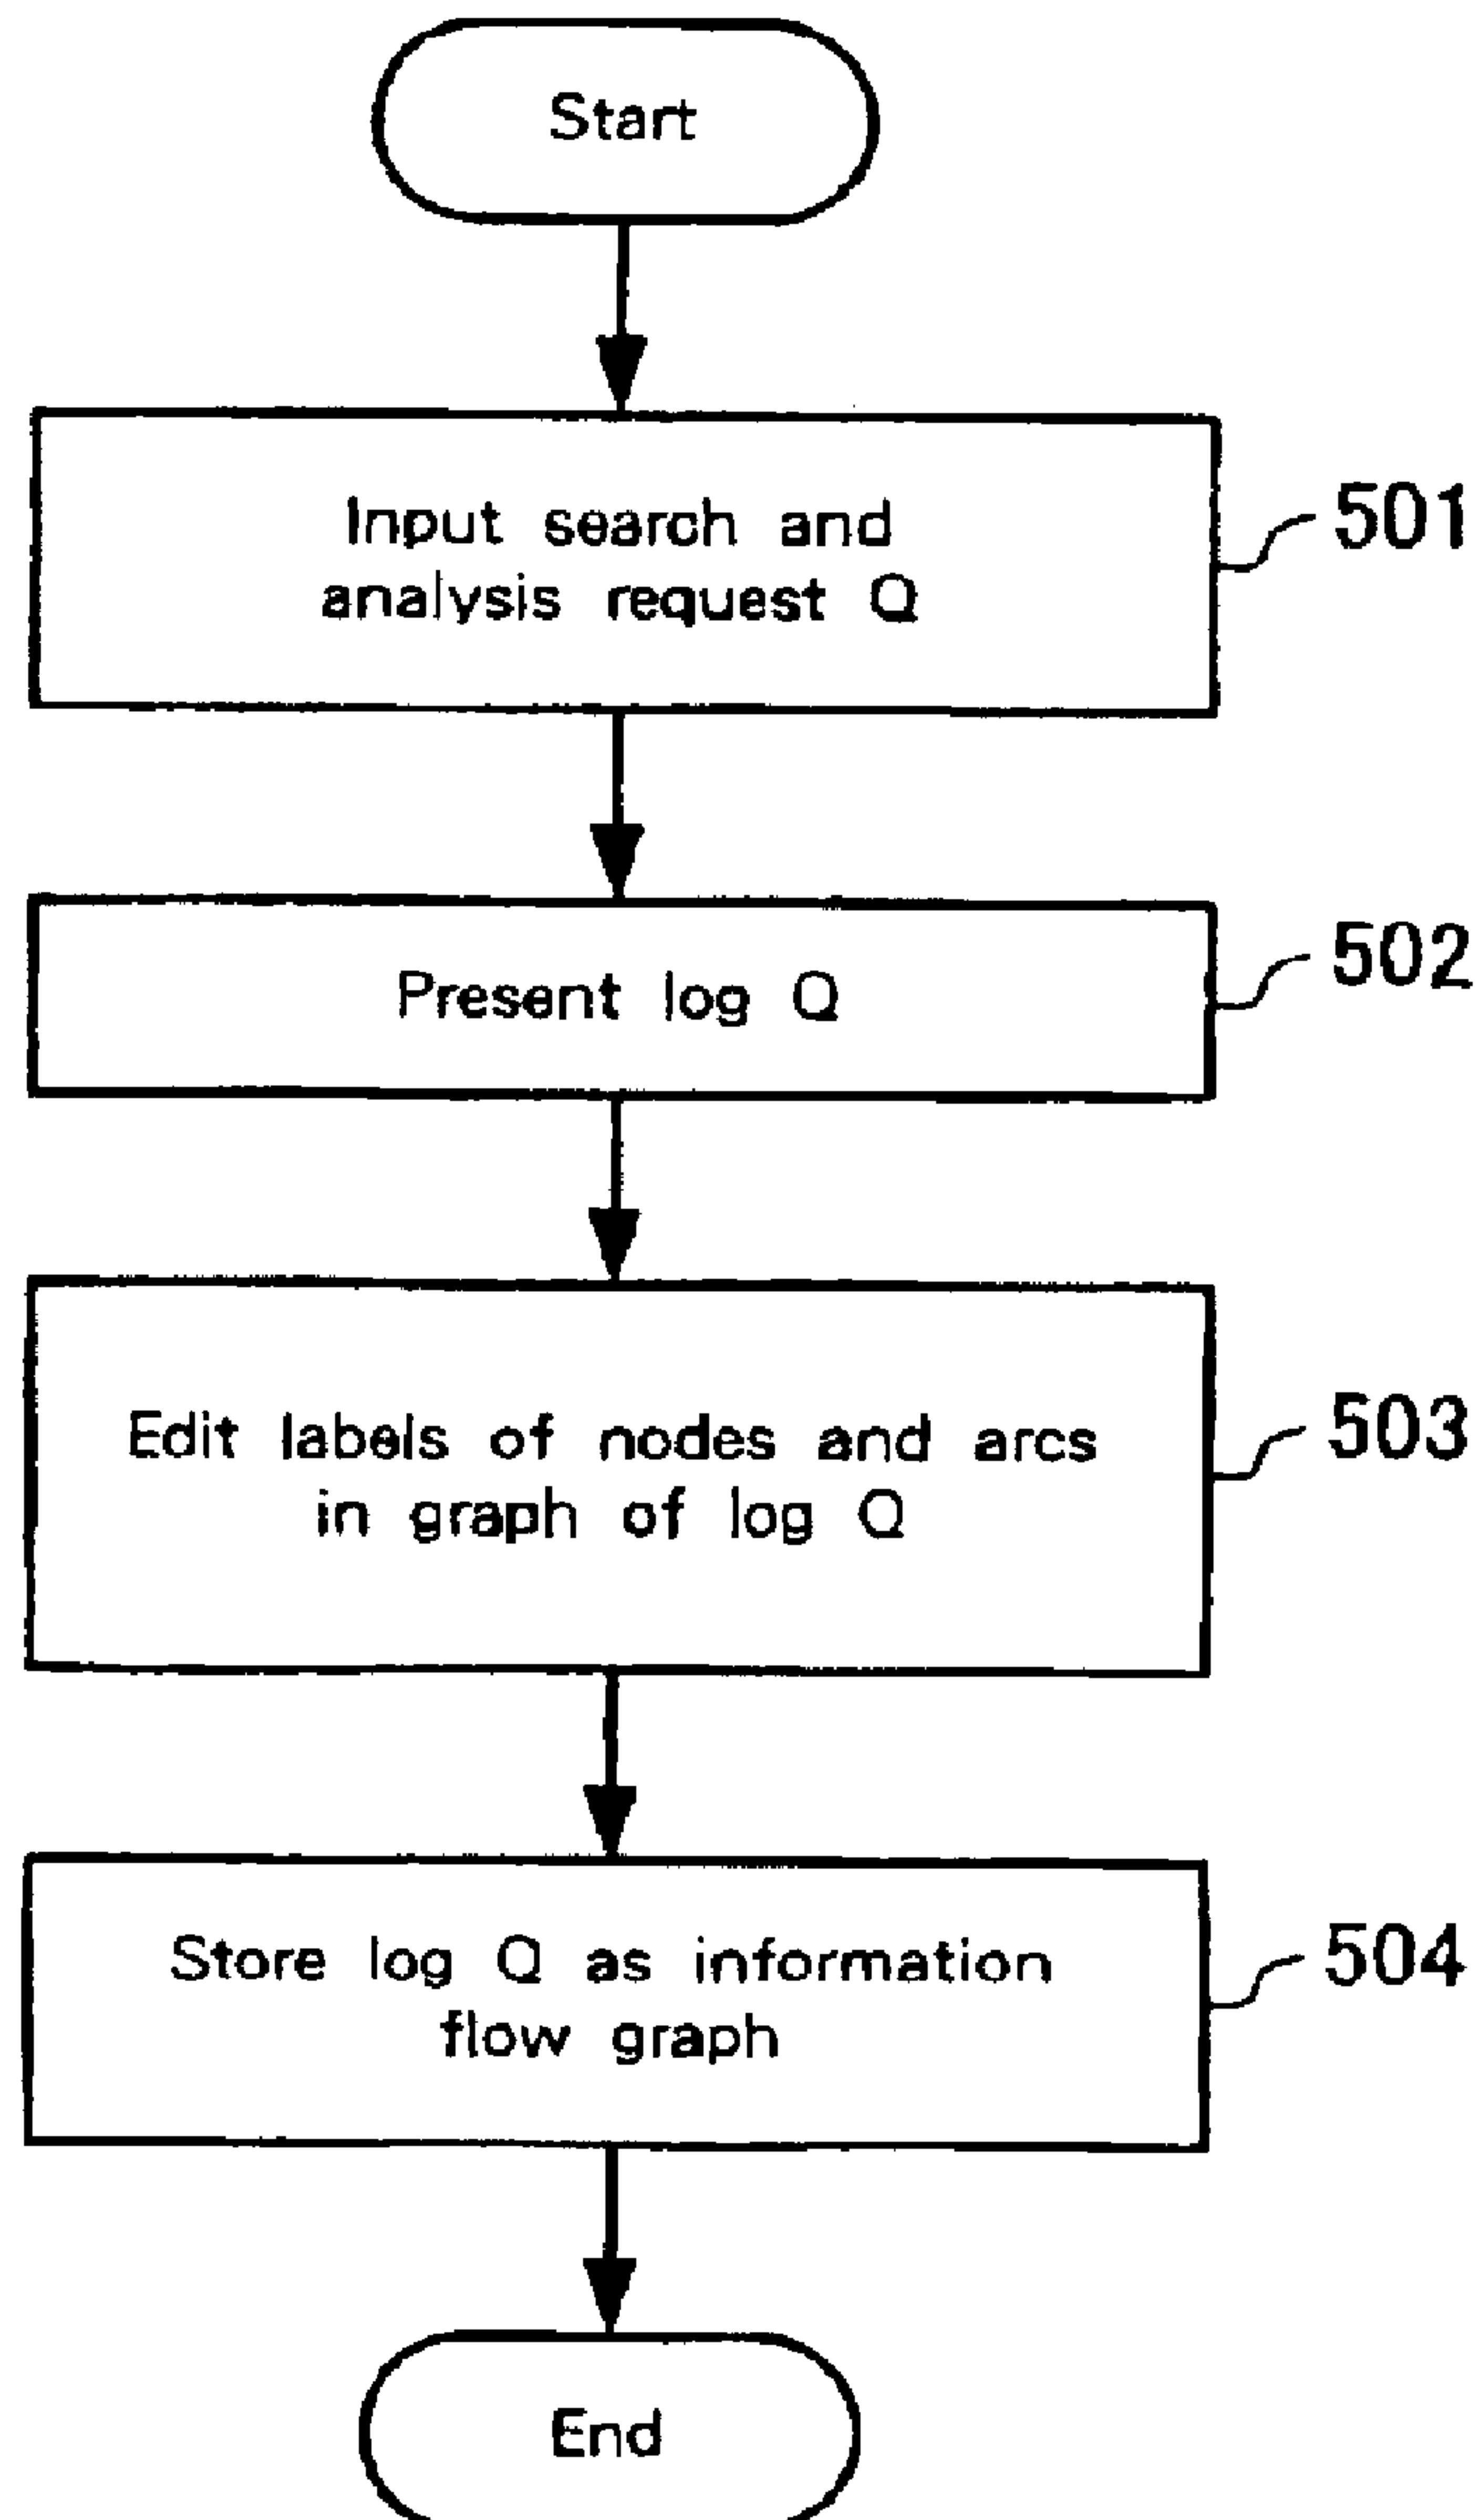 Start
Input search and
analysis request Q
501
Present log Q
502
Edit labels of nodes and arcs
in graph of log Q
503
Store log Q as information
flow graph
504
End